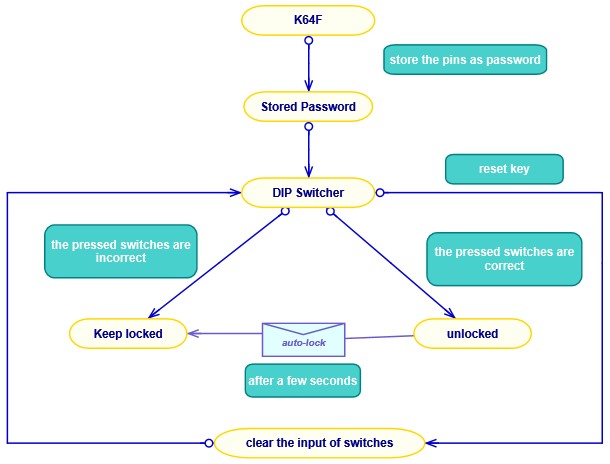 K64F
store the pins as password
Stored Password
reset key
DIP Switcher
the pressed switches are
incorrect
the pressed switches are
correct
Keep locked
auto-lock
unlocked
after a few seconds
clear the input of switches